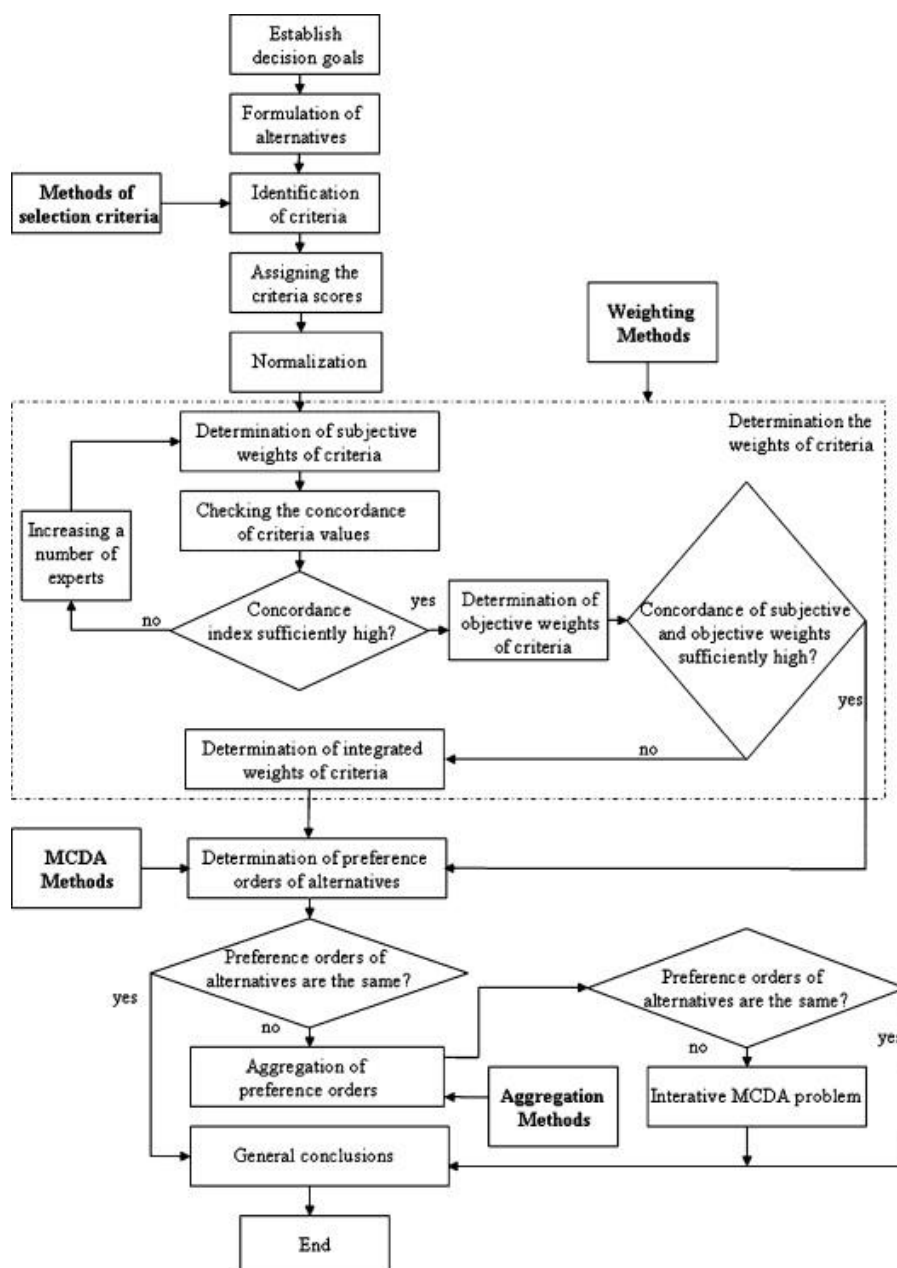 Establish
decision goals
Formulation of
alternatives
Methods of
selection criteria
Identification
of criteria
Assigning the
criteria scores
Weighting
Methods
Normalization
Determination the
weights of criteria
Determination of subjective
weights of criteria
Increasing a
number of
experts
Checking the concordance
of criteria values
no
Concordance
index sufficiently high?
yes
Determination of
objective weights
of criteria
Concordance of subjective
and objective weights
sufficiently high?
yes
no
Determination of integrated
weights of criteria
MCDA
Methods
Determination of preference
orders of alternatives
Preference orders of
alternatives are the same?
yes
no
Preference orders of
alternatives are the same?
no
yes
Aggregation of
preference orders
Aggregation
Methods
Interative MCDA problem
General conclusions
End